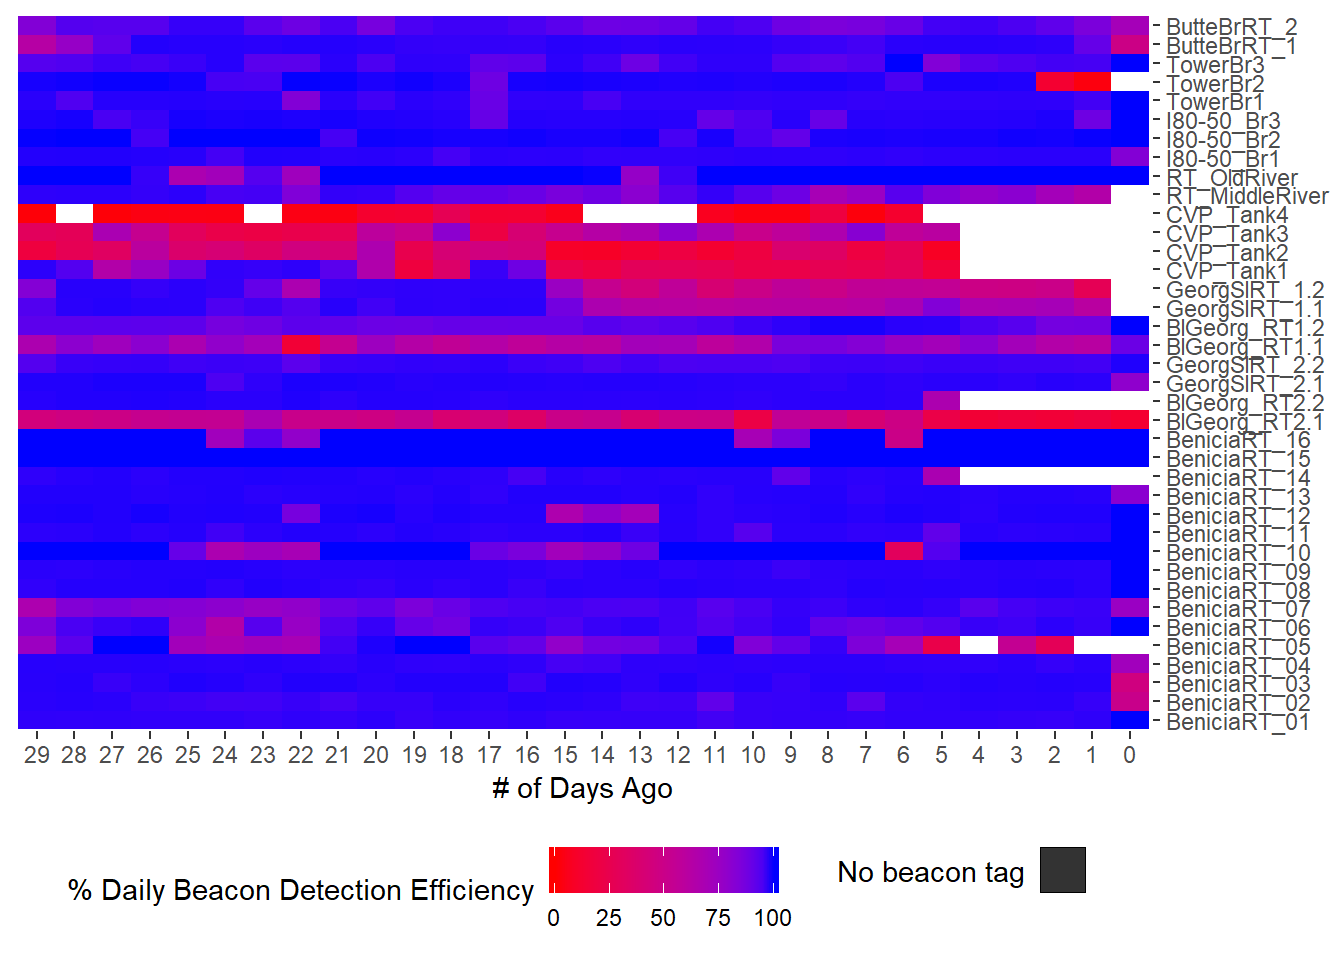 ButteBrRT_2
ButteBrRT_1
TowerBr3
TowerBr2
TowerBr1
I80-50_Br3
I80-50_Br2
I80-50_Br1
RT_OldRiver
RT_MiddleRiver
CVP_Tank4
CVP_Tank3
CVP_Tank2
CVP_Tank1
GeorgSlRT_1.2
GeorgSlRT_1.1
BlGeorg_RT1.2
BlGeorg_RT1.1
GeorgSlRT_2.2
GeorgSlRT_2.1
BlGeorg_RT2.2
BlGeorg_RT2.1
BeniciaRT_16
BeniciaRT_15
BeniciaRT_14
BeniciaRT_13
BeniciaRT_12
BeniciaRT_11
BeniciaRT_10
BeniciaRT_09
BeniciaRT_08
BeniciaRT_07
BeniciaRT_06
BeniciaRT_05
BeniciaRT_04
BeniciaRT_03
BeniciaRT_02
BeniciaRT_01
29 28 27 26 25 24 23 22 21 20 19 18 17 16 15 14 13 12 11 10 9 8 7 6 5 4 3 2 1 0
# of Days Ago
% Daily Beacon Detection Efficiency
0 25 50 75 100
No beacon tag